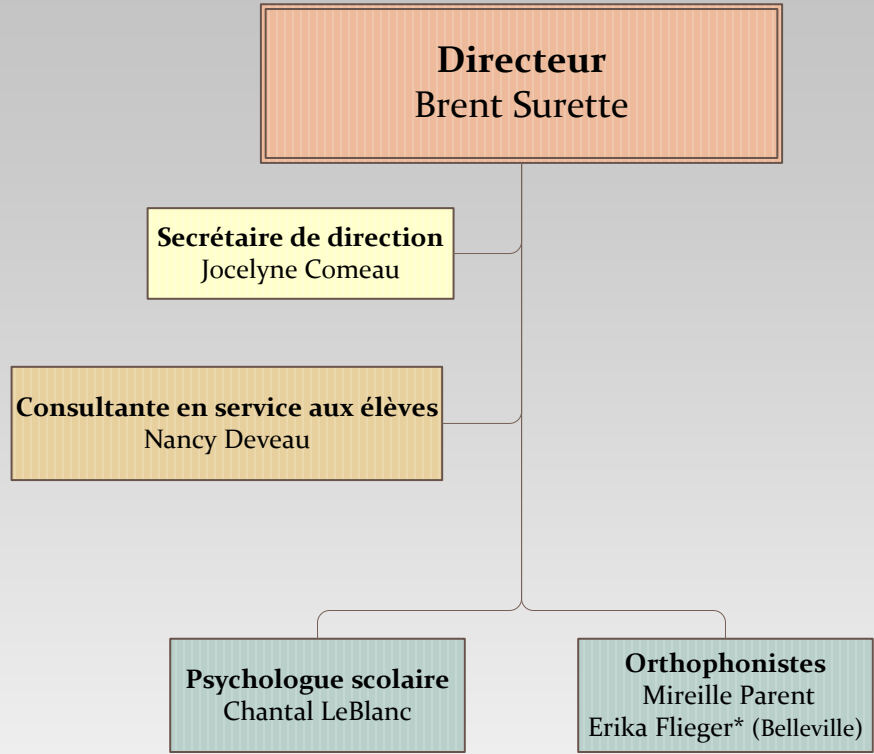 Directeur
Brent Surette
Secrétaire de direction
Jocelyne Comeau
Consultante en service aux élèves
Nancy Deveau
Psychologue scolaire
Chantal LeBlanc
Orthophonistes
Mireille Parent
Erika Flieger* (Belleville)